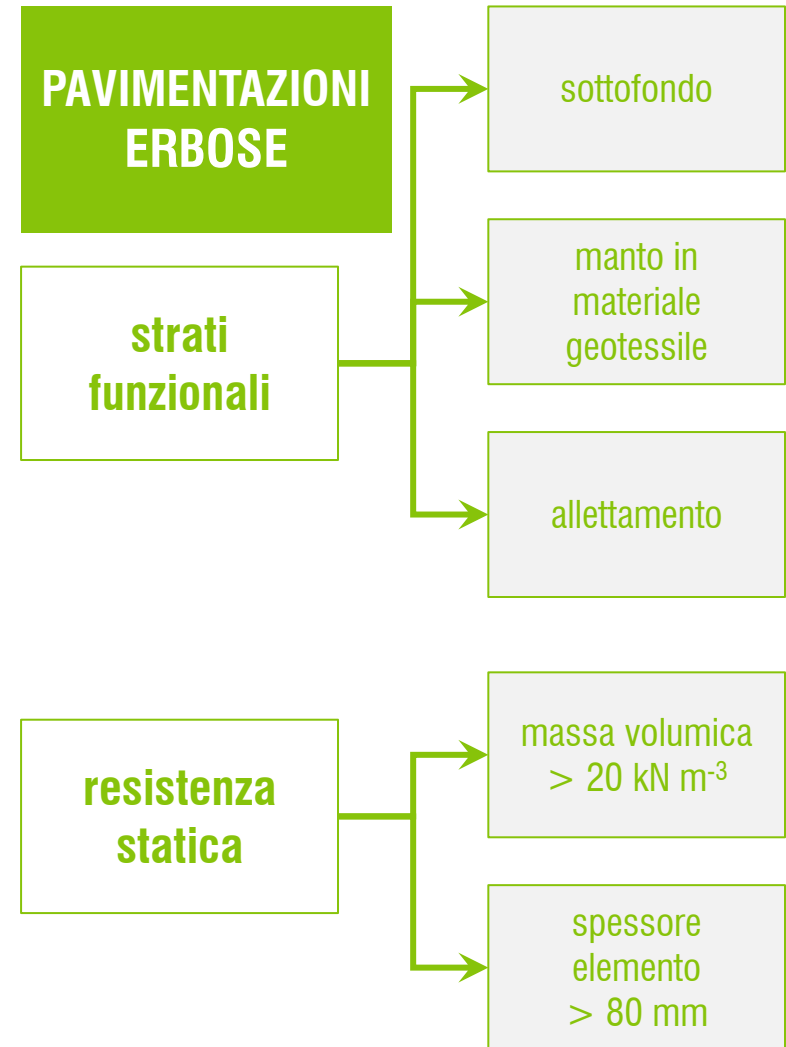 PAVIMENTAZIONI
ERBOSE
strati
funzionali
sottofondo
manto in
materiale
geotessile
allettamento
resistenza
statica
massa volumica
> 20 kN m-3
spessore
elemento
> 80 mm